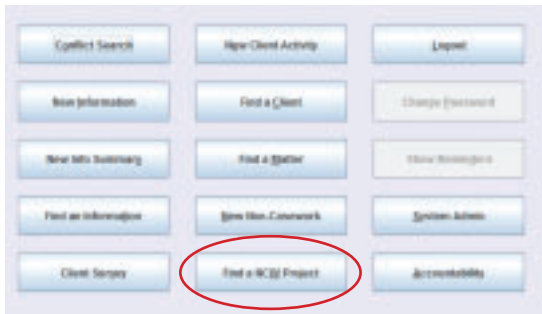 Conflict Search
New Client Activity
Logout
New Information
Find a Client
Change Password
New Info Summary
Find a Matter
Show Reminders
Find an Information
New Non-Casework
System Admin
Client Survey
Find a NCW Project
Accountability